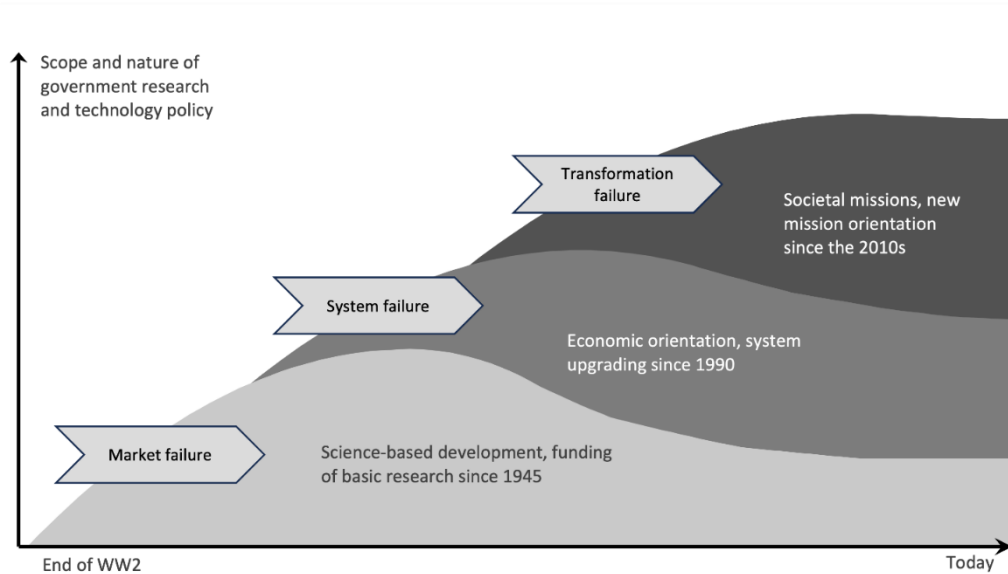 Scope and nature of
government research
and technology policy
Transformation
failure
Societal missions, new
mission orientation
since the 2010s
System failure
Economic orientation, system
upgrading since 1990
Market failure
Science-based development, funding
of basic research since 1945
End of WW2
Today